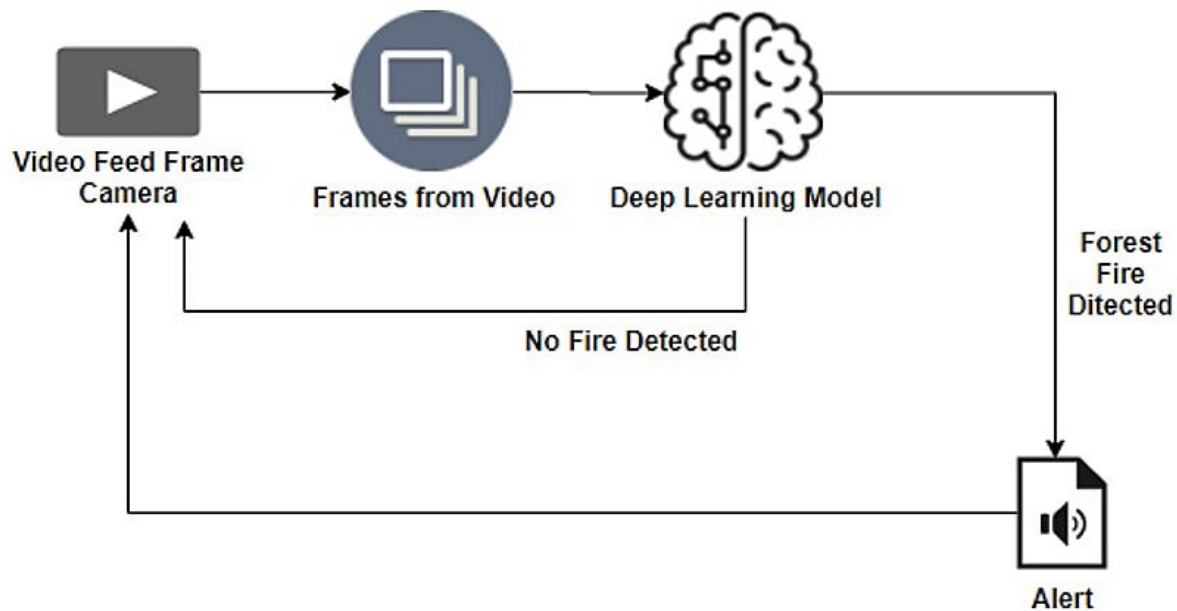 Video Feed Frame
Camera
Frames from Video
Deep Learning Model
Forest
Fire
Ditected
No Fire Detected
Alert